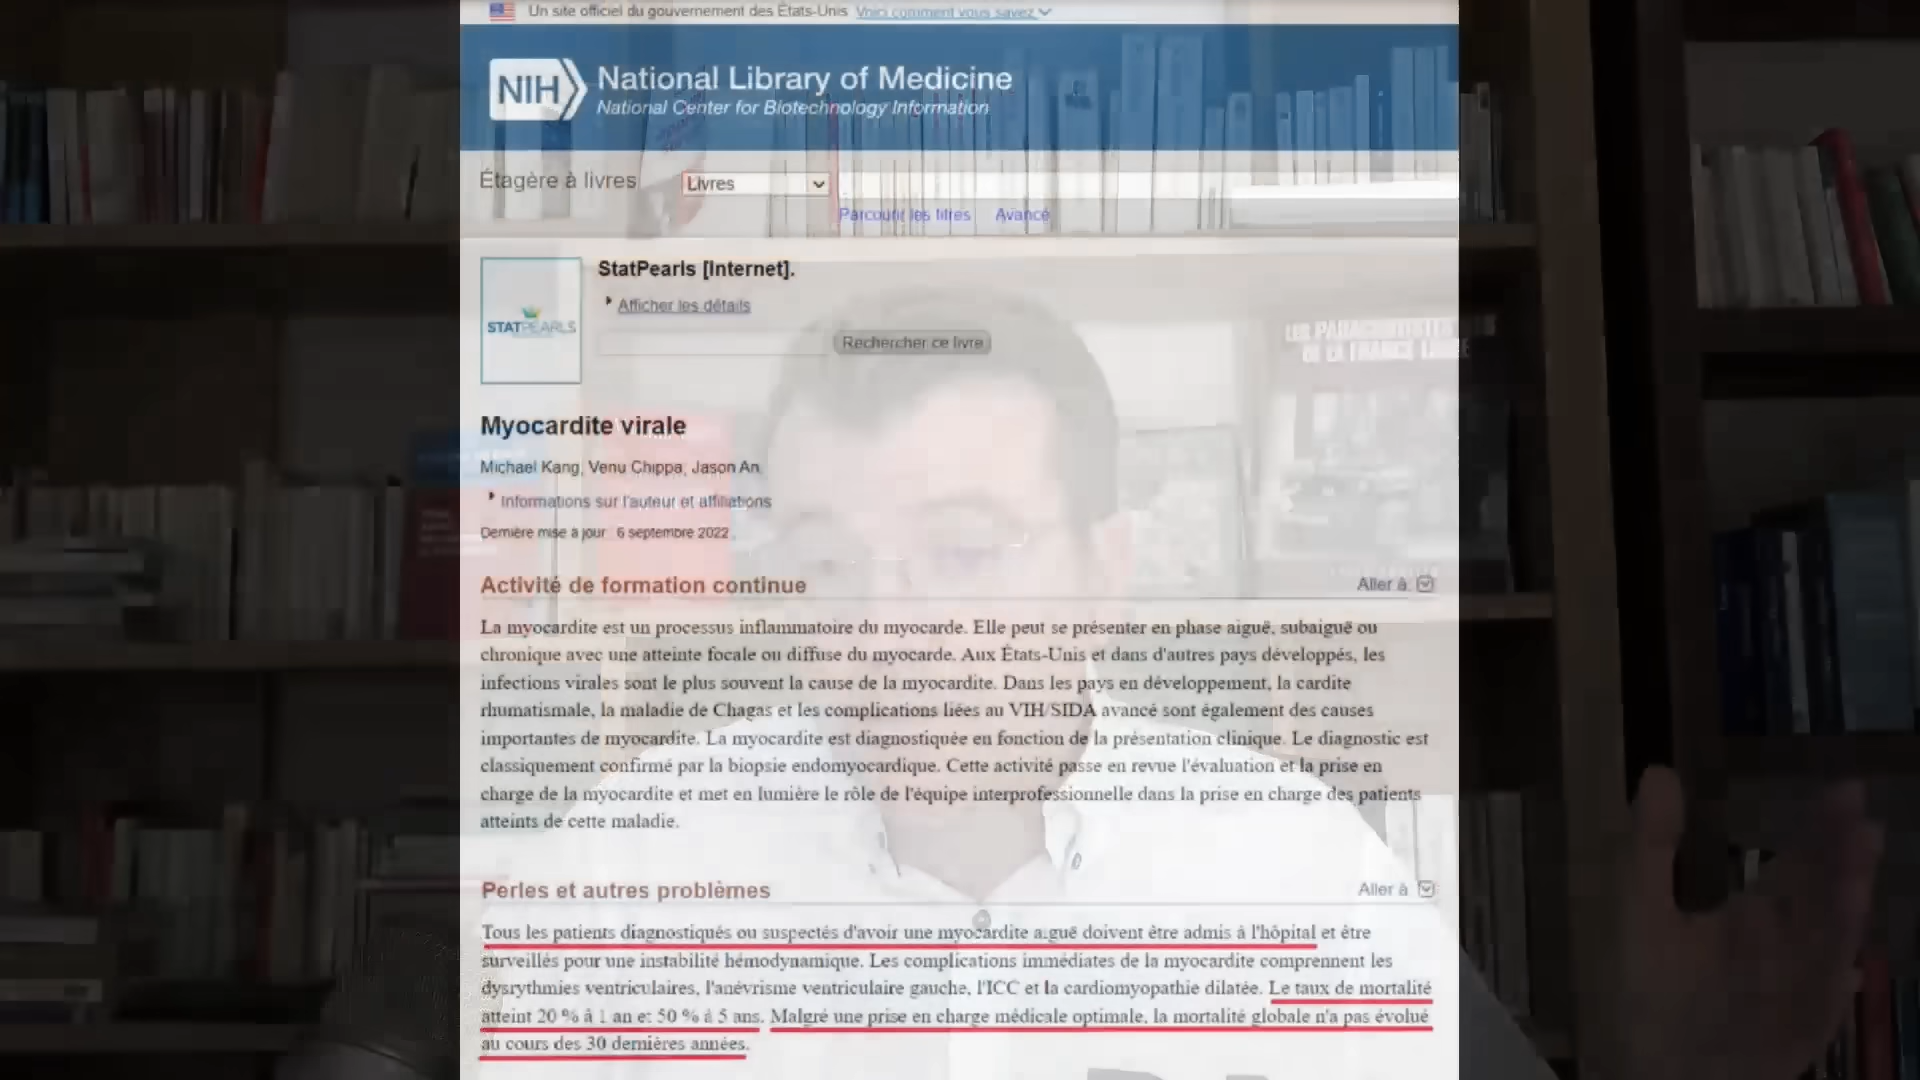 Un site officiel du gouvernement des États-Unis Voici comment vous savez
NIH National Library of Medicine
National Center for Biotechnology Information
Étagère à livres
Livres
Parcourir les titres Avancé
STATPEARLS
StatPearls [Internet].
Afficher les détails
Rechercher ce livre
LES PARACHUTISTES
DE LA FRANCE LIBRE
Myocardite virale
Michael Kang, Venu Chippa, Jason An.
Informations sur l'auteur et affiliations
Dernière mise à jour : 6 septembre 2022 .
Activité de formation continue
Aller à
La myocardite est un processus inflammatoire du myocarde. Elle peut se présenter en phase aiguë, subaiguë ou
chronique avec une atteinte focale ou diffuse du myocarde. Aux États-Unis et dans d'autres pays développés, les
infections virales sont le plus souvent la cause de la myocardite. Dans les pays en développement, la cardite
rhumatismale, la maladie de Chagas et les complications liées au VIH/SIDA avancé sont également des causes
importantes de myocardite. La myocardite est diagnostiquée en fonction de la présentation clinique. Le diagnostic est
classiquement confirmé par la biopsie endomyocardique. Cette activité passe en revue l'évaluation et la prise en
charge de la myocardite et met en lumière le rôle de l'équipe interprofessionnelle dans la prise en charge des patients
atteints de cette maladie.
Perles et autres problèmes
Aller à
Tous les patients diagnostiqués ou suspectés d'avoir une myocardite aiguë doivent être admis à l'hôpital et être
surveillés pour une instabilité hémodynamique. Les complications immédiates de la myocardite comprennent les
dysrythmies ventriculaires, l'anévrisme ventriculaire gauche, l'ICC et la cardiomyopathie dilatée. Le taux de mortalité
atteint 20 % à 1 an et 50 % à 5 ans. Malgré une prise en charge médicale optimale, la mortalité globale n'a pas évolué
au cours des 30 dernières années.